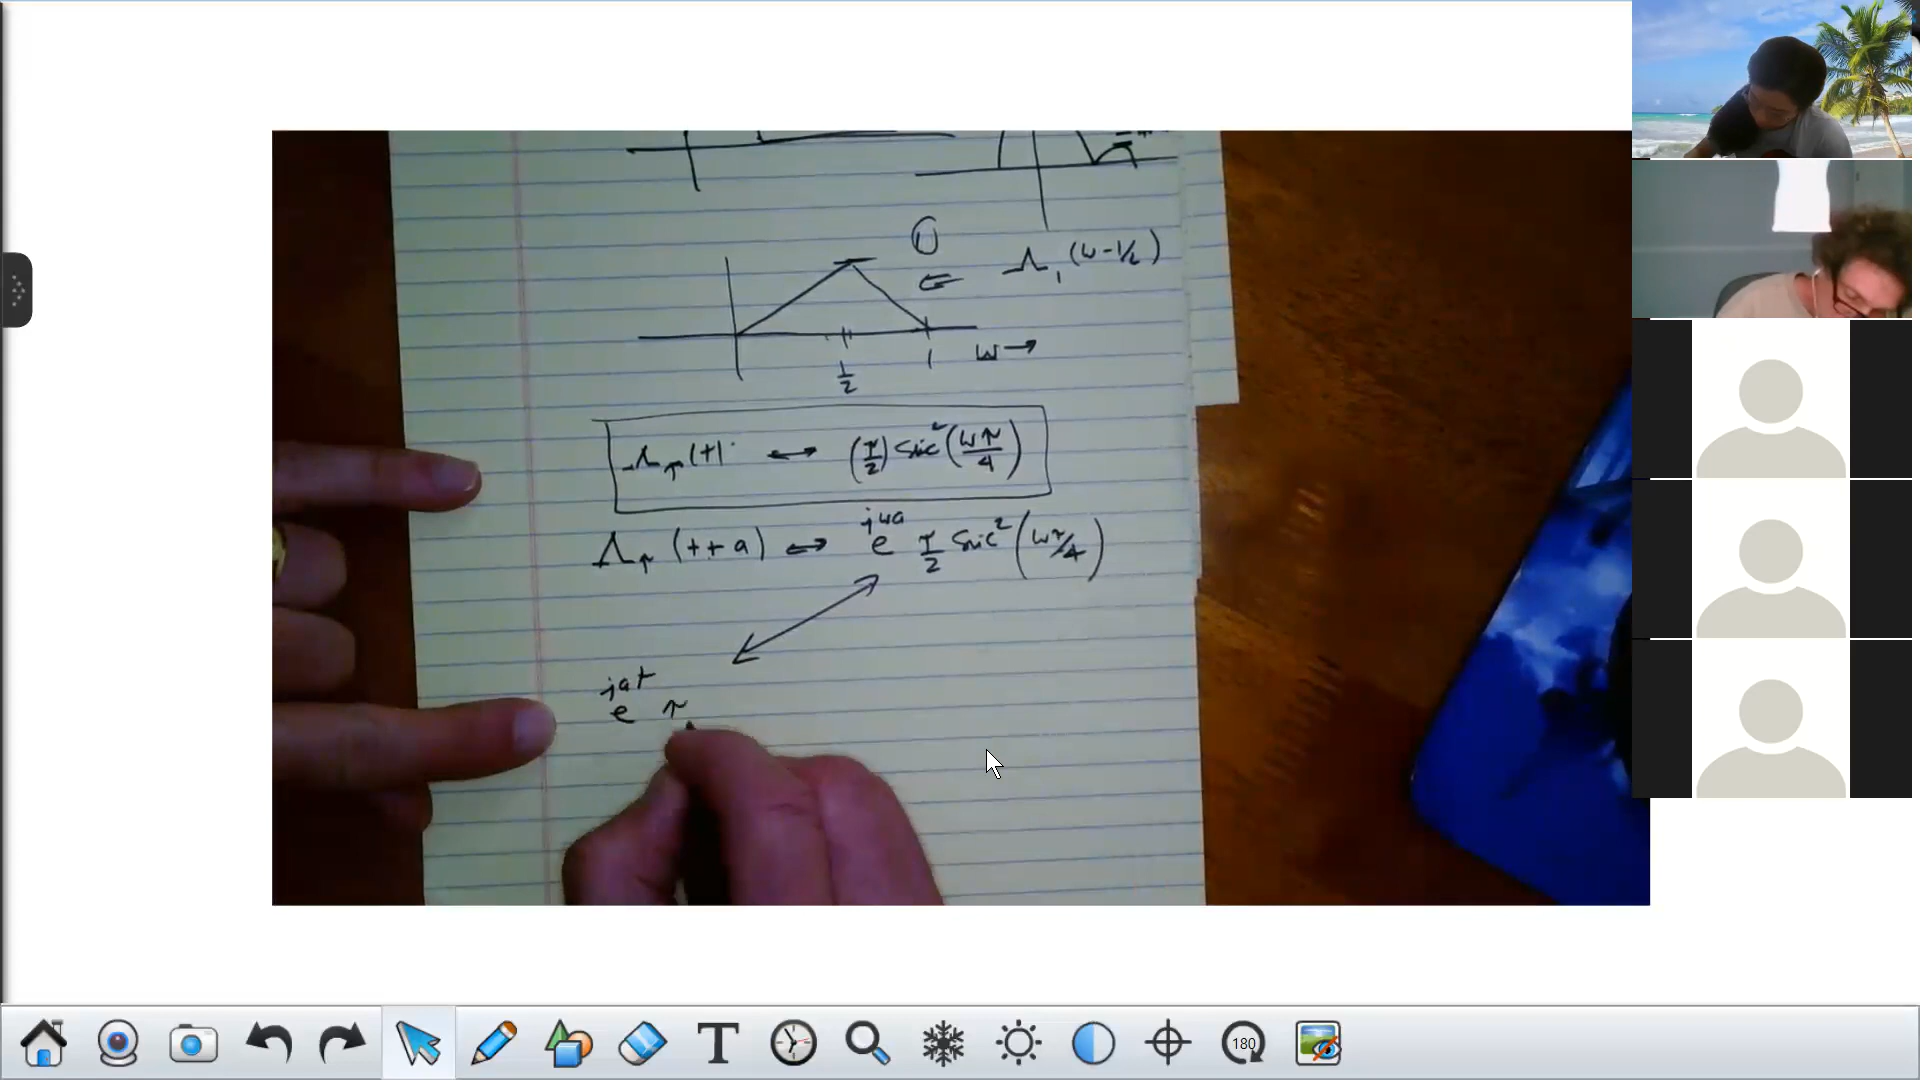 Λ₁(ω-1/2)
1/2
1
ω→
Λτ(t) ↔ (τ/2) sinc²(ωτ/4)
Λτ(t+a) ↔ e^jωa τ/2 sinc²(ωτ/4)
e^jat τ
T
180